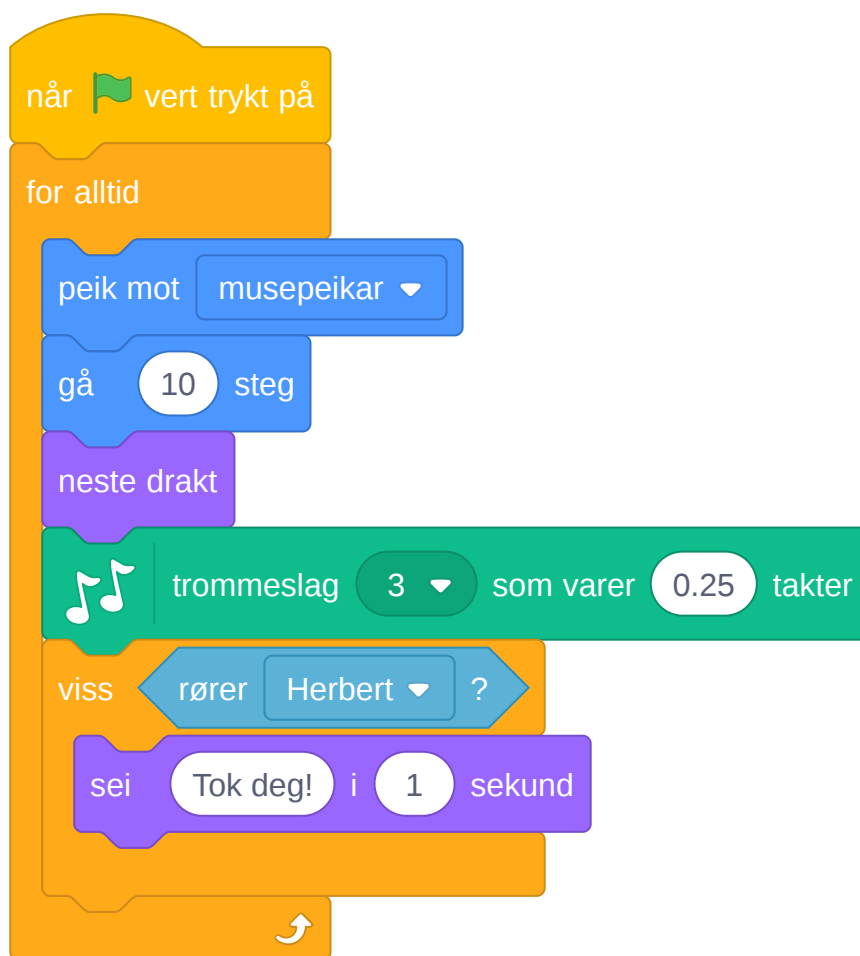 når vert trykt på
for alltid
peik mot musepeikar
gå 10 steg
neste drakt
trommeslag 3 som varer 0.25 takter
viss rører Herbert ?
sei Tok deg! i 1 sekund